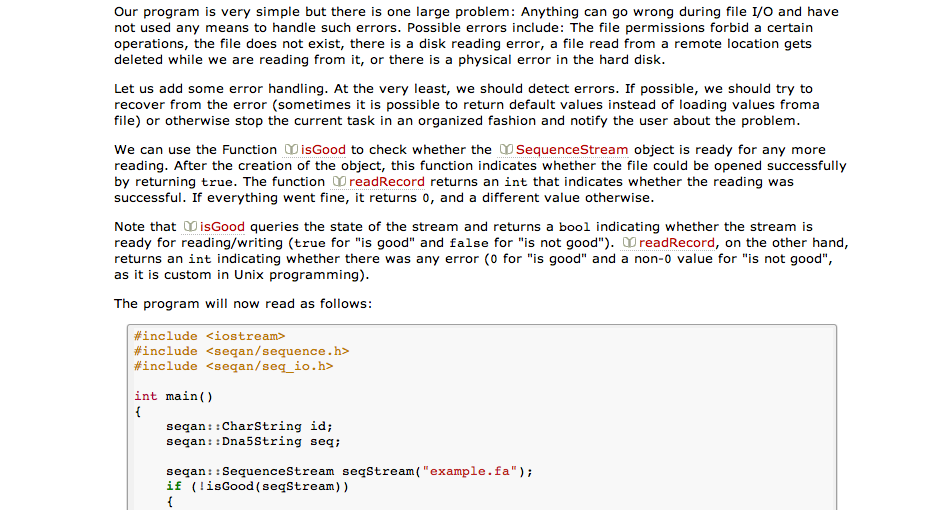 Our program is very simple but there is one large problem: Anything can go wrong during file I/O and have
not used any means to handle such errors. Possible errors include: The file permissions forbid a certain
operations, the file does not exist, there is a disk reading error, a file read from a remote location gets
deleted while we are reading from it, or there is a physical error in the hard disk.
Let us add some error handling. At the very least, we should detect errors. If possible, we should try to
recover from the error (sometimes it is possible to return default values instead of loading values froma
file) or otherwise stop the current task in an organized fashion and notify the user about the problem.
We can use the Function isGood to check whether the SequenceStream object is ready for any more
reading. After the creation of the object, this function indicates whether the file could be opened successfully
by returning true. The function readRecord returns an int that indicates whether the reading was
successful. If everything went fine, it returns 0, and a different value otherwise.
Note that isGood queries the state of the stream and returns a bool indicating whether the stream is
ready for reading/writing (true for "is good" and false for "is not good"). readRecord, on the other hand,
returns an int indicating whether there was any error (0 for "is good" and a non-0 value for "is not good",
as it is custom in Unix programming).
The program will now read as follows:
#include <iostream>
#include <seqan/sequence.h>
#include <seqan/seq_io.h>
int main()
{
seqan::CharString id;
seqan::Dna5String seq;
seqan::SequenceStream seqStream("example.fa");
if (!isGood(seqStream))
{